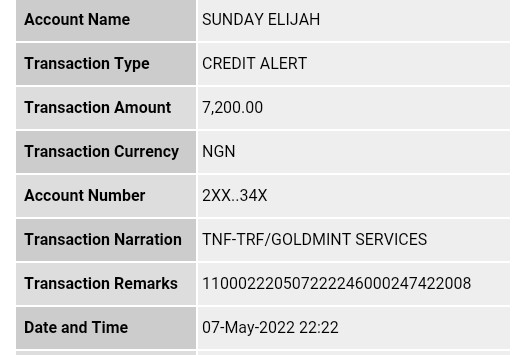 Account Name SUNDAY ELIJAH
Transaction Type CREDIT ALERT
Transaction Amount 7,200.00
Transaction Currency NGN
Account Number 2XX..34X
Transaction Narration TNF-TRF/GOLDMINT SERVICES
Transaction Remarks 110002220507222246000247422008
Date and Time 07-May-2022 22:22